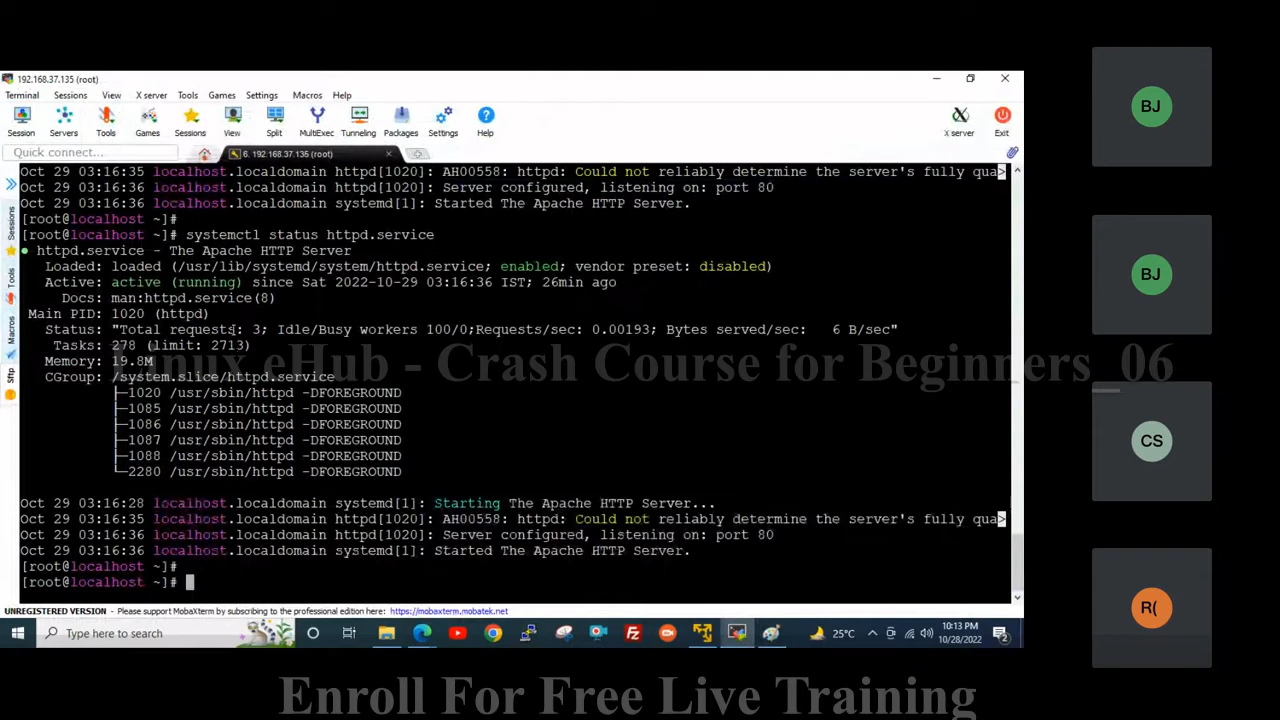 192.168.37.135 (root)
Terminal Sessions View X server Tools Games Settings Macros Help
Session Servers Tools Games Sessions View Split MultiExec Tunneling Packages Settings Help X server Exit
Quick connect...
6. 192.168.37.135 (root)
Oct 29 03:16:35 localhost.localdomain httpd[1020]: AH00558: httpd: Could not reliably determine the server's fully qua>
Oct 29 03:16:36 localhost.localdomain httpd[1020]: Server configured, listening on: port 80
Oct 29 03:16:36 localhost.localdomain systemd[1]: Started The Apache HTTP Server.
[root@localhost ~]#
[root@localhost ~]# systemctl status httpd.service
● httpd.service - The Apache HTTP Server
Loaded: loaded (/usr/lib/systemd/system/httpd.service; enabled; vendor preset: disabled)
Active: active (running) since Sat 2022-10-29 03:16:36 IST; 26min ago
Docs: man:httpd.service(8)
Main PID: 1020 (httpd)
Status: "Total requests: 3; Idle/Busy workers 100/0;Requests/sec: 0.00193; Bytes served/sec:   6 B/sec"
Tasks: 278 (limit: 2713)
Memory: 19.8M
CGroup: /system.slice/httpd.service
├─1020 /usr/sbin/httpd -DFOREGROUND
├─1085 /usr/sbin/httpd -DFOREGROUND
├─1086 /usr/sbin/httpd -DFOREGROUND
├─1087 /usr/sbin/httpd -DFOREGROUND
├─1088 /usr/sbin/httpd -DFOREGROUND
└─2280 /usr/sbin/httpd -DFOREGROUND
Oct 29 03:16:28 localhost.localdomain systemd[1]: Starting The Apache HTTP Server...
Oct 29 03:16:35 localhost.localdomain httpd[1020]: AH00558: httpd: Could not reliably determine the server's fully qua>
Oct 29 03:16:36 localhost.localdomain httpd[1020]: Server configured, listening on: port 80
Oct 29 03:16:36 localhost.localdomain systemd[1]: Started The Apache HTTP Server.
[root@localhost ~]#
[root@localhost ~]#
Sessions
Tools
Macros
Sftp
UNREGISTERED VERSION - Please support MobaXterm by subscribing to the professional edition here: https://mobaxterm.mobatek.net
Type here to search
25°C
10:13 PM
10/28/2022
2
BJ
BJ
CS
R(
Linux eHub - Crash Course for Beginners_06
Enroll For Free Live Training